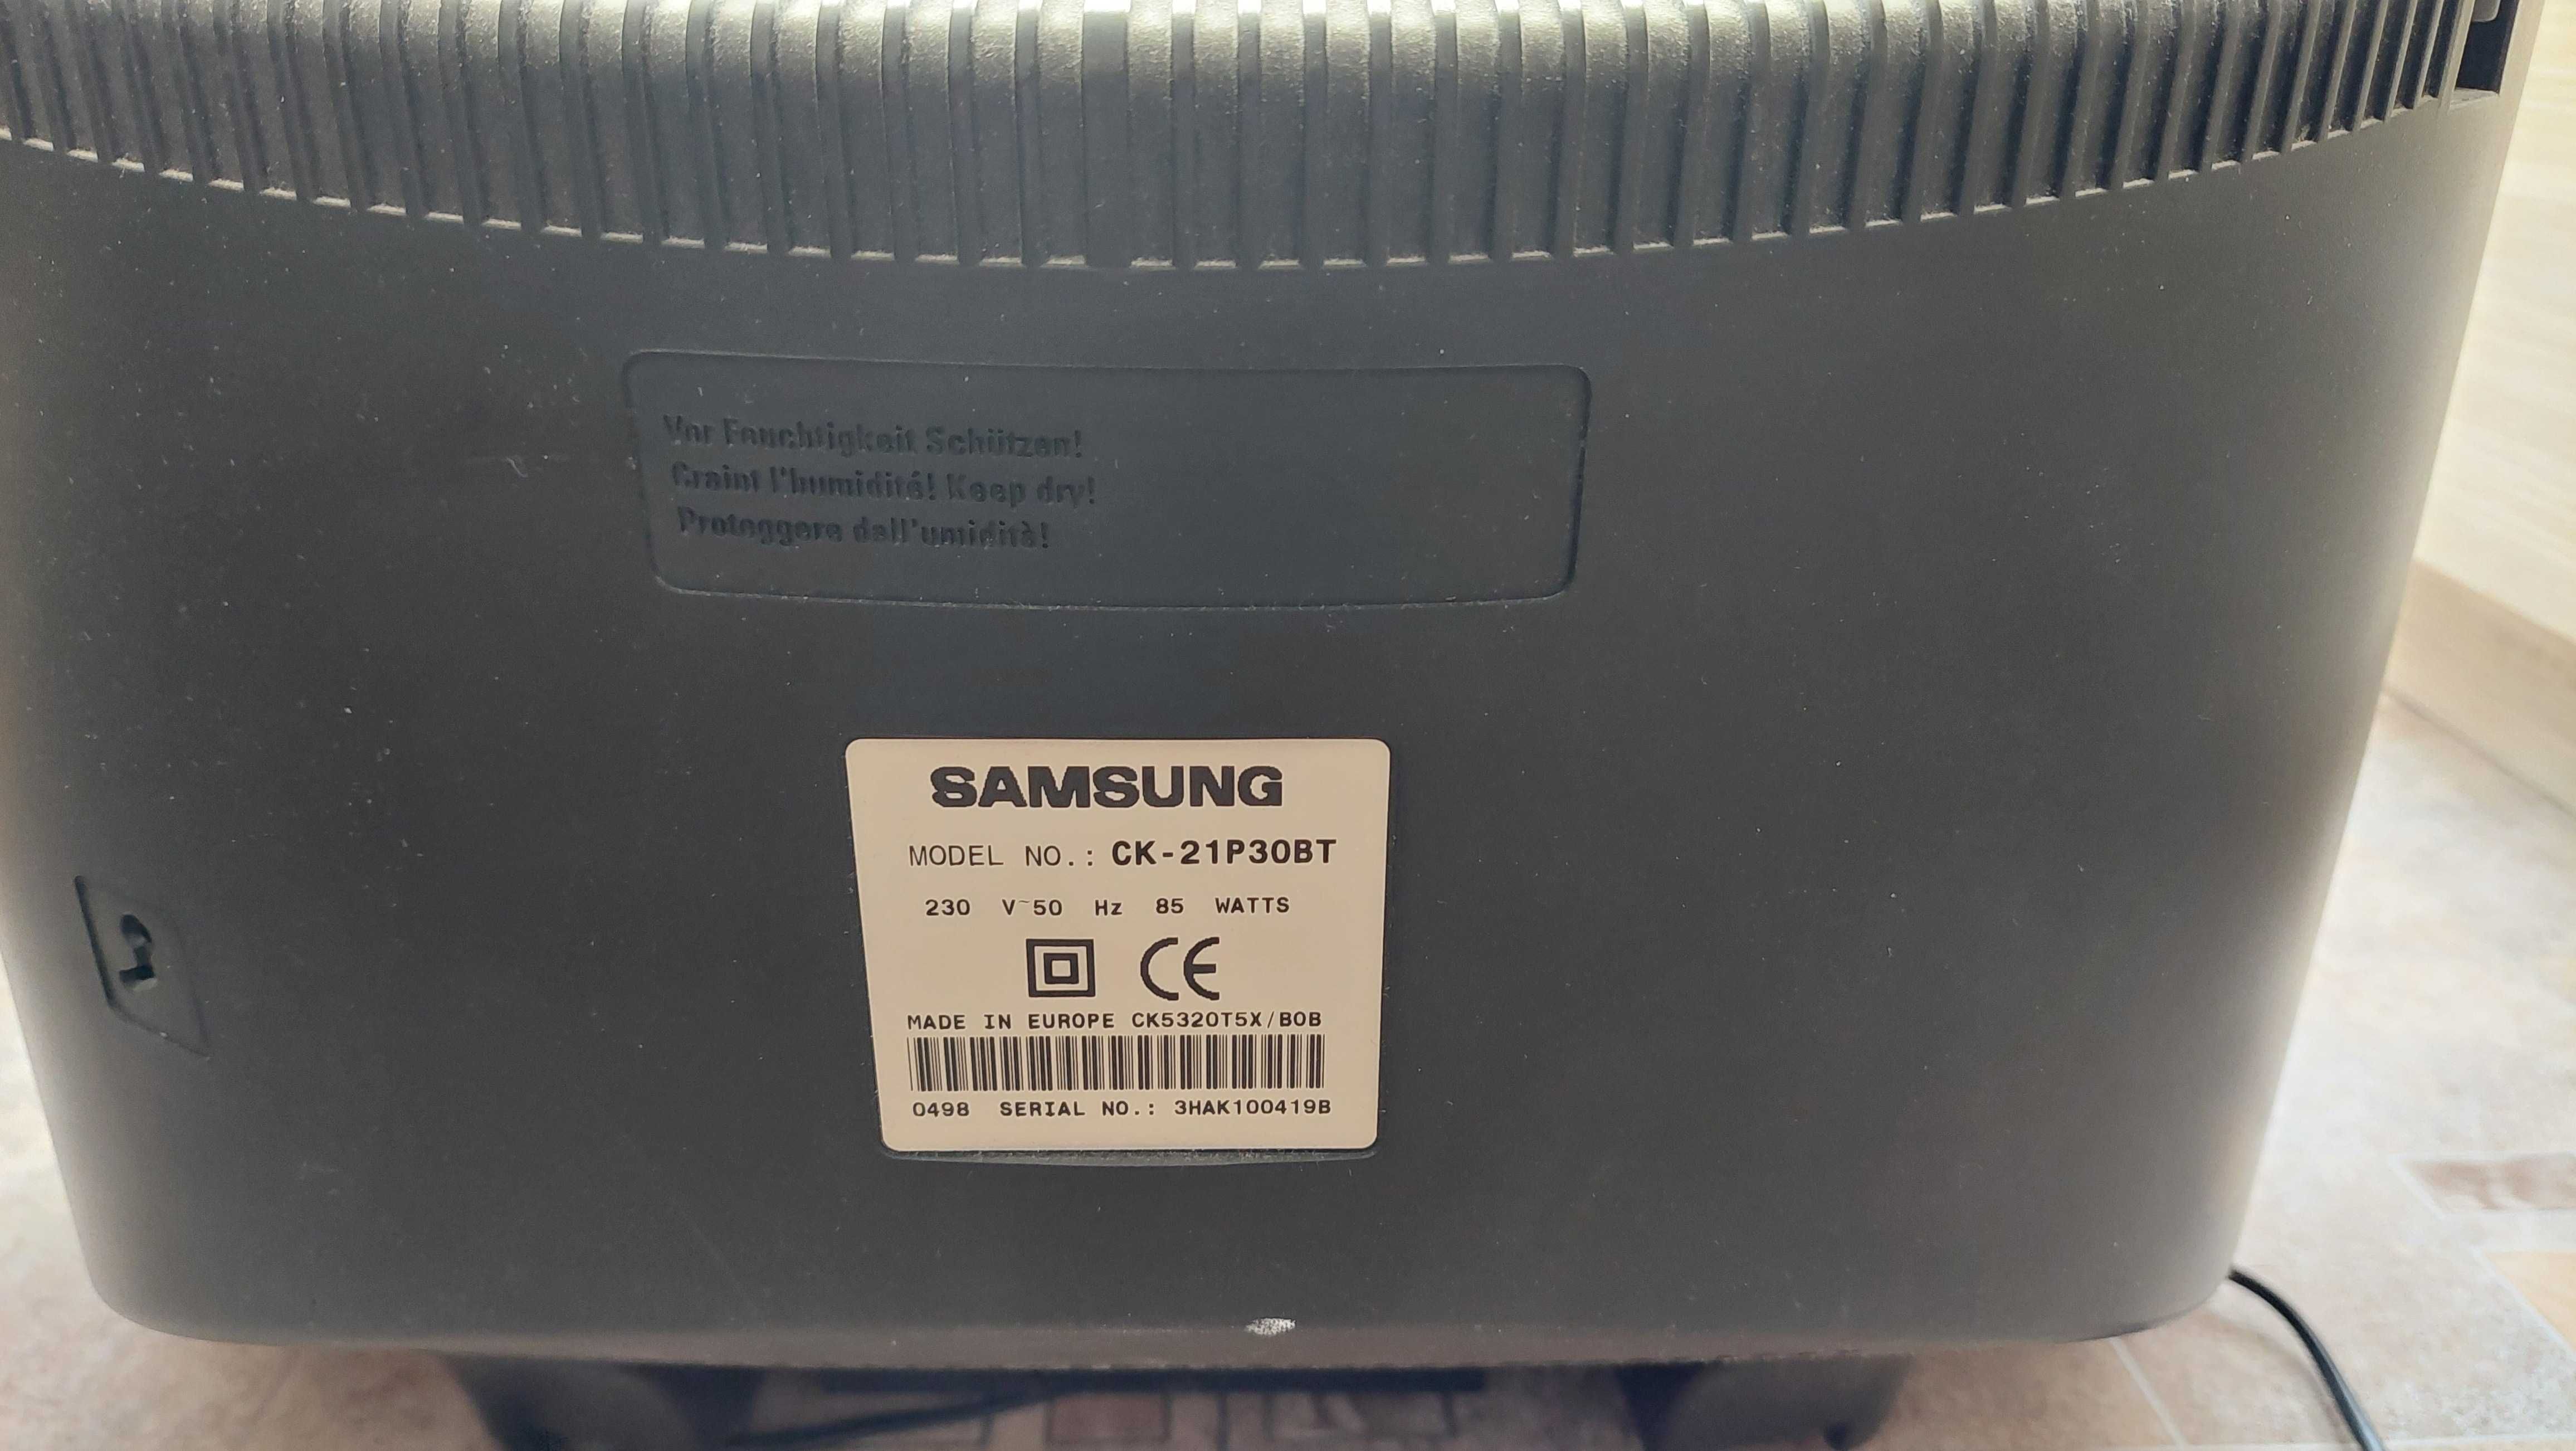 Vor Feuchtigkeit Schützen!
Craint l'humidité! Keep dry!
Proteggere dall'umidità!
SAMSUNG
MODEL NO.: CK-21P30BT
230 V~50 Hz 85 WATTS
CE
MADE IN EUROPE CK5320T5X/BOB
0498 SERIAL NO.: 3HAK100419B